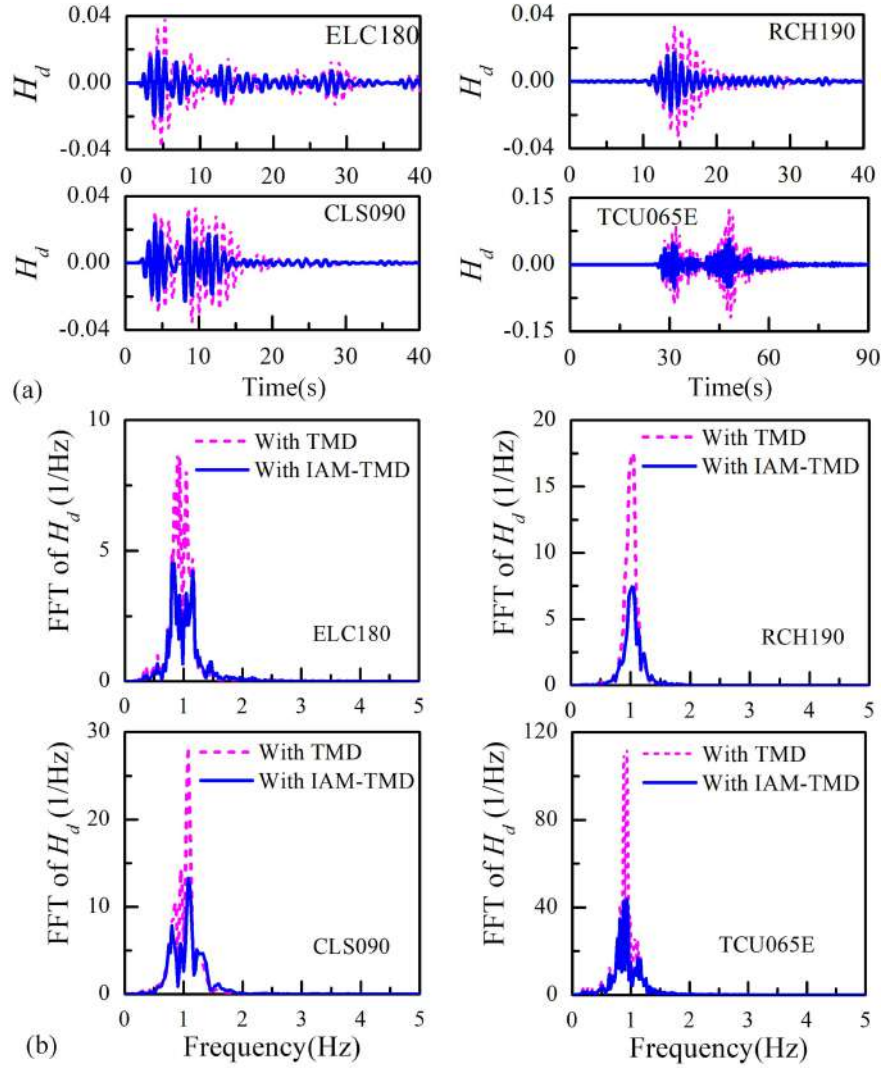 0.04
0.00
-0.04
H_d
ELC180
0 10 20 30 40
0.04
0.00
-0.04
H_d
RCH190
0 10 20 30 40
0.04
0.00
-0.04
H_d
CLS090
0 10 20 30 40
Time(s)
0.15
0.00
-0.15
H_d
TCU065E
0 30 60 90
Time(s)
(a)
10
5
0
FFT of H_d (1/Hz)
With TMD
With IAM-TMD
ELC180
0 1 2 3 4 5
20
15
10
5
0
FFT of H_d (1/Hz)
With TMD
With IAM-TMD
RCH190
0 1 2 3 4 5
30
20
10
0
FFT of H_d (1/Hz)
With TMD
With IAM-TMD
CLS090
0 1 2 3 4 5
Frequency(Hz)
120
80
40
0
FFT of H_d (1/Hz)
With TMD
With IAM-TMD
TCU065E
0 1 2 3 4 5
Frequency(Hz)
(b)